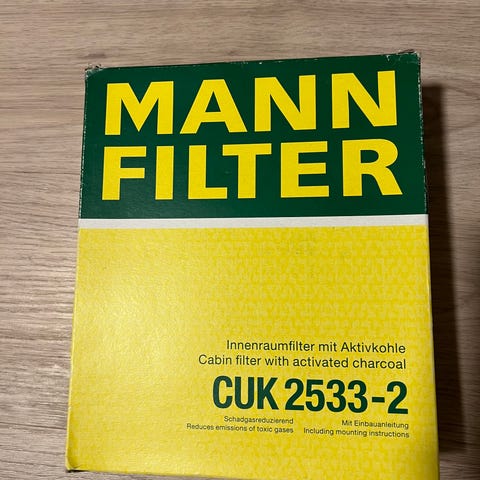 MANN
FILTER
Innenraumfilter mit Aktivkohle
Cabin filter with activated charcoal
CUK 2533-2
Schadgasreduzierend
Reduces emissions of toxic gases
Mit Einbauanleitung
Including mounting instructions